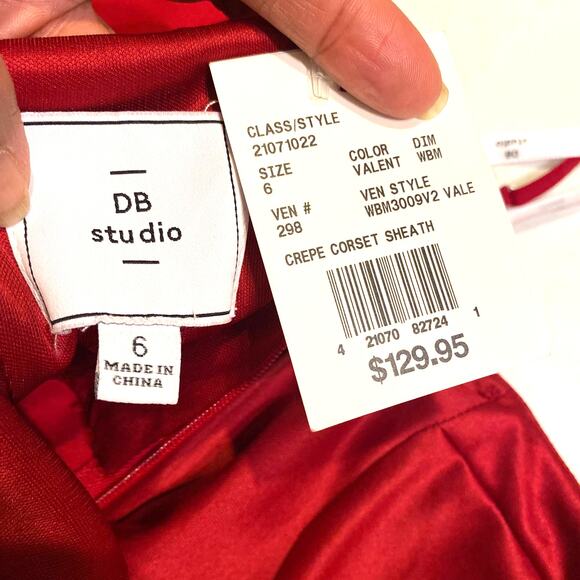 DB
studio
6
MADE IN
CHINA
CLASS/STYLE
21071022
SIZE COLOR DIM
6 VALENT WBM
VEN # VEN STYLE
298 WBM3009V2 VALE
CREPE CORSET SHEATH
4 21070 82724 1
$129.95